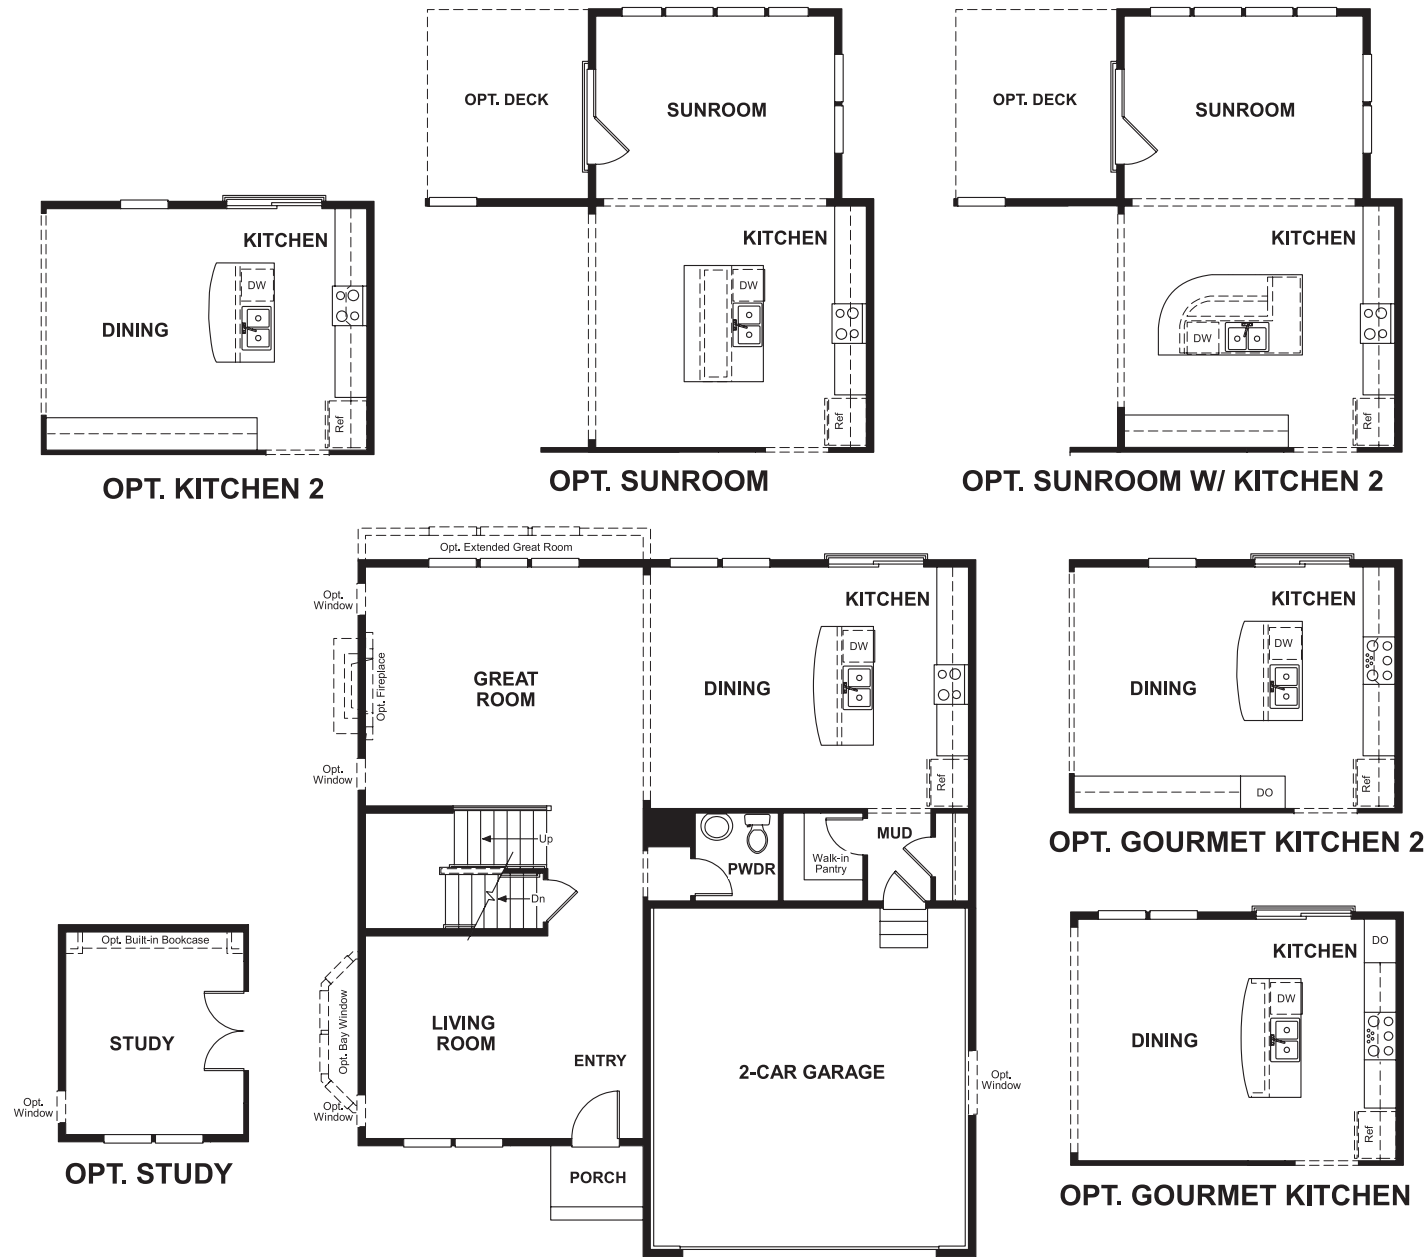 OPT. DECK
SUNROOM
KITCHEN
DW
Ref
OPT. SUNROOM
OPT. DECK
SUNROOM
KITCHEN
DW
Ref
OPT. SUNROOM W/ KITCHEN 2
KITCHEN
DW
DINING
Ref
OPT. KITCHEN 2
Opt. Extended Great Room
Opt.
Window
Opt. Fireplace
Opt.
Window
GREAT
ROOM
DINING
KITCHEN
DW
Ref
Up
Dn
PWDR
Walk-in
Pantry
MUD
LIVING
ROOM
Opt. Bay Window
Opt.
Window
ENTRY
PORCH
2-CAR GARAGE
Opt.
Window
KITCHEN
DW
DINING
Ref
DO
OPT. GOURMET KITCHEN 2
DO
KITCHEN
DW
DINING
Ref
OPT. GOURMET KITCHEN
Opt. Built-in Bookcase
STUDY
Opt.
Window
OPT. STUDY